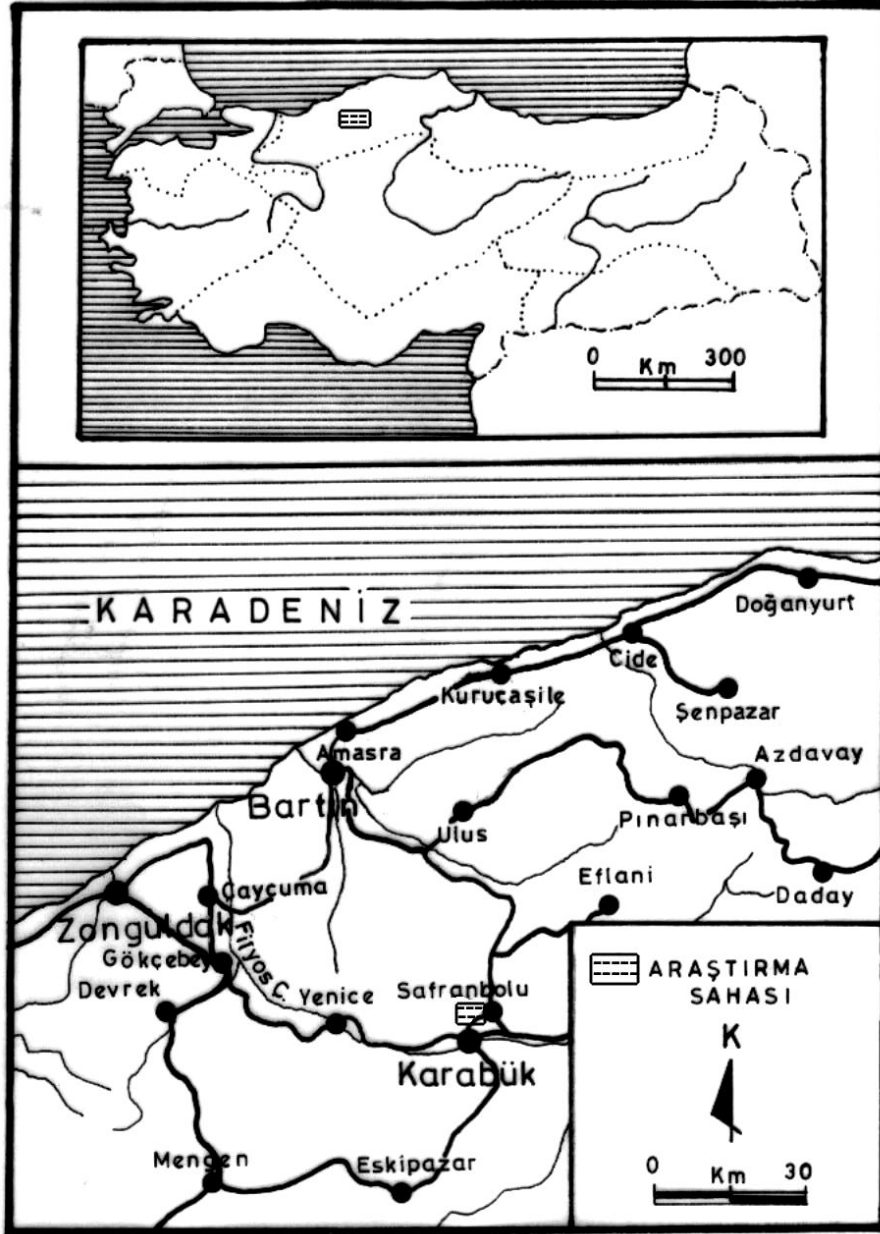 0 Km 300
KARADENİZ
Doğanyurt
Cide
Kuruçaşile
Şenpazar
Amasra
Azdavay
Bartın
Ulus
Pınarbaşı
Eflani
Çaycuma
Daday
Zonguldak
Filyos Ç.
Gökçebey
Devrek
Yenice
Safranbolu
Karabük
Mengen
Eskipazar
ARAŞTIRMA
SAHASI
K
0 Km 30